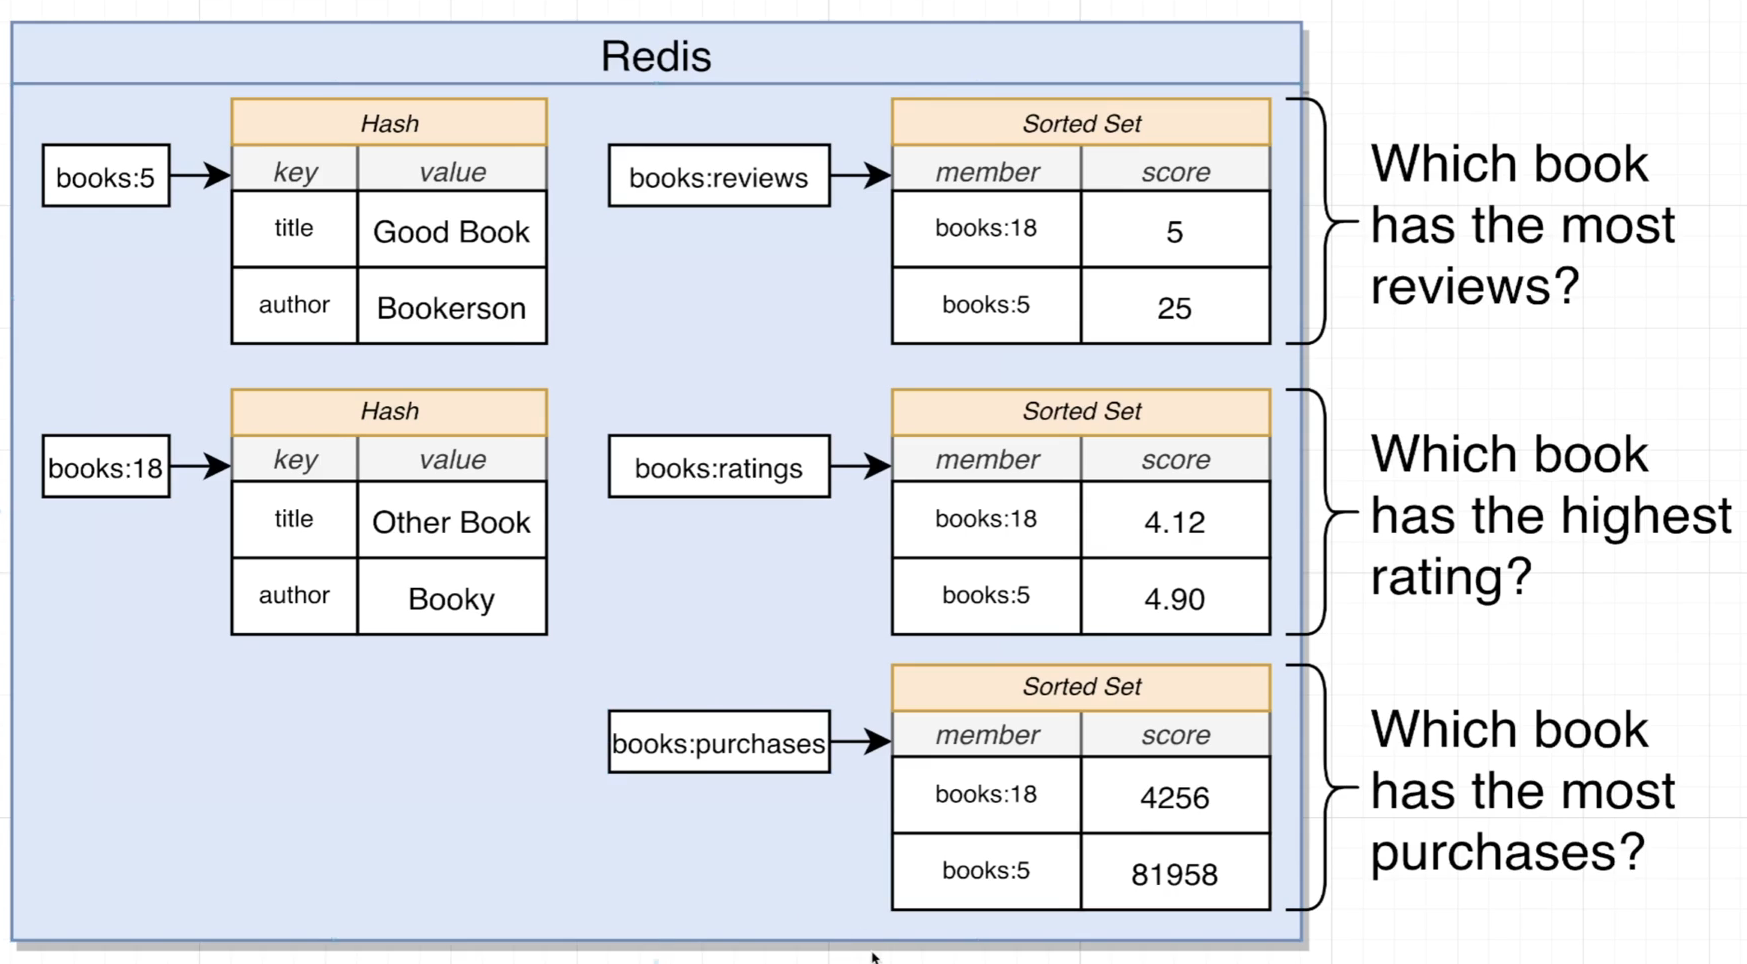 Redis
Hash
key value
title Good Book
author Bookerson
books:5
books:reviews
Sorted Set
member score
books:18 5
books:5 25
Which book
has the most
reviews?
books:18
Hash
key value
title Other Book
author Booky
books:ratings
Sorted Set
member score
books:18 4.12
books:5 4.90
Which book
has the highest
rating?
books:purchases
Sorted Set
member score
books:18 4256
books:5 81958
Which book
has the most
purchases?